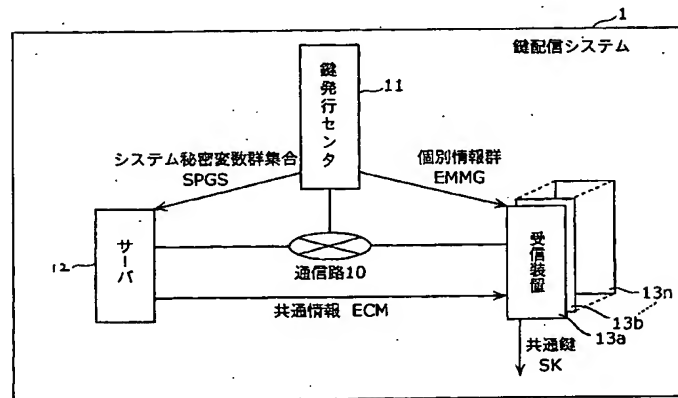 1
鍵配信システム
鍵発行センタ
11
システム秘密変数群集合
SPGS
個別情報群
EMMG
サーバ
12
通信路10
受信装置
共通情報 ECM
13n
13b
13a
共通鍵
SK